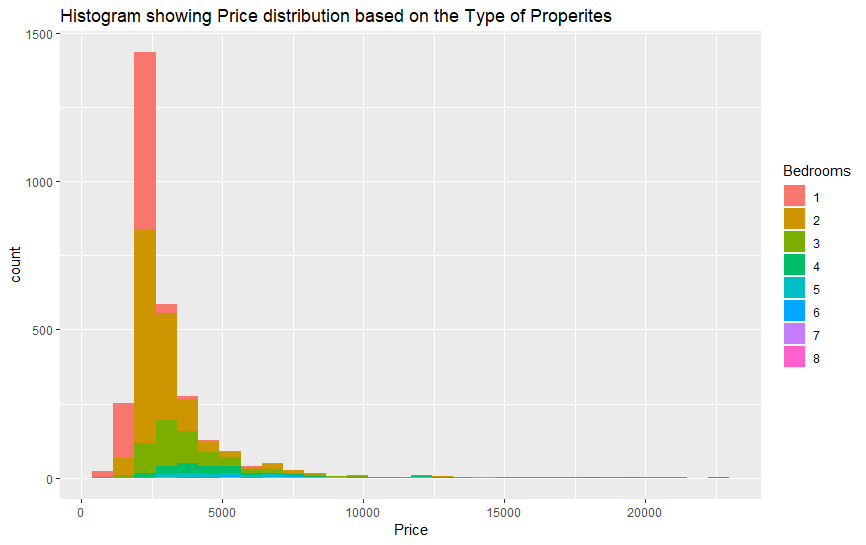 Histogram showing Price distribution based on the Type of Properites
1500
1000
500
0
count
0 5000 10000 15000 20000
Price
Bedrooms
1
2
3
4
5
6
7
8